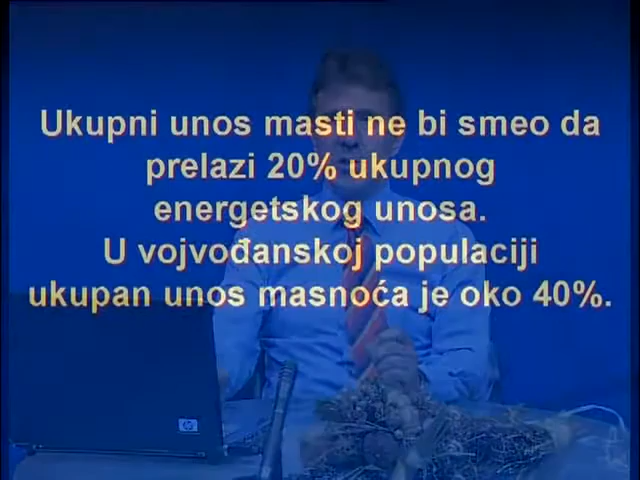 Ukupni unos masti ne bi smeo da
prelazi 20% ukupnog
energetskog unosa.
U vojvođanskoj populaciji
ukupan unos masnoća je oko 40%.
hp